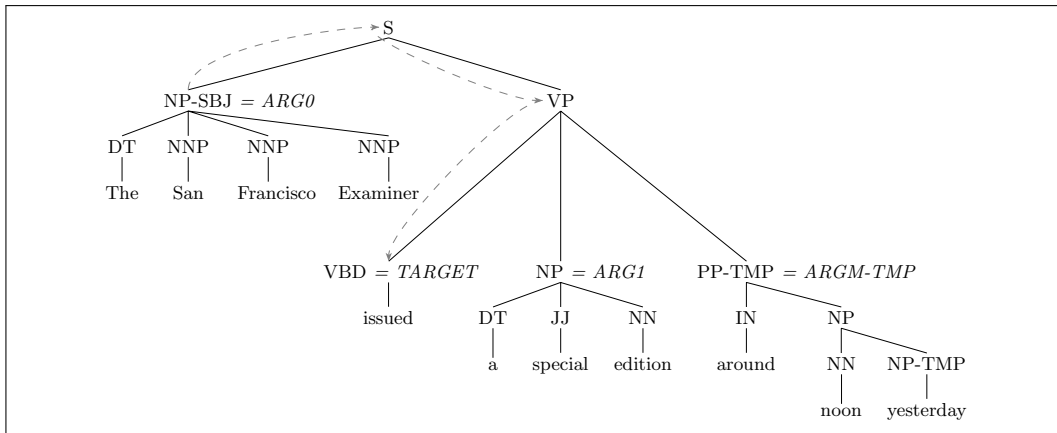 S
NP-SBJ = ARG0 VP
DT NNP NNP NNP
The San Francisco Examiner
VBD = TARGET NP = ARG1 PP-TMP = ARGM-TMP
issued DT JJ NN IN NP
a special edition around NN NP-TMP
noon yesterday